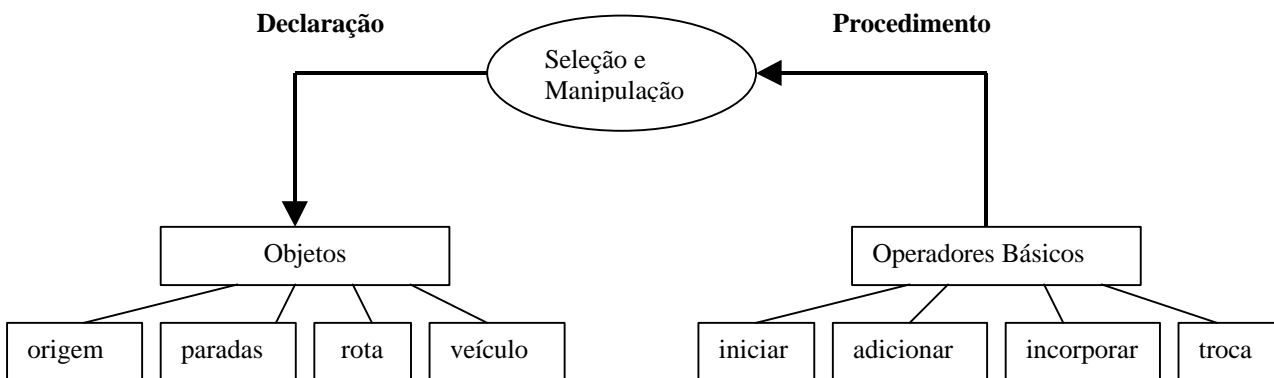 Declaração
Procedimento
Seleção e
Manipulação
Objetos
Operadores Básicos
origem
paradas
rota
veículo
iniciar
adicionar
incorporar
troca